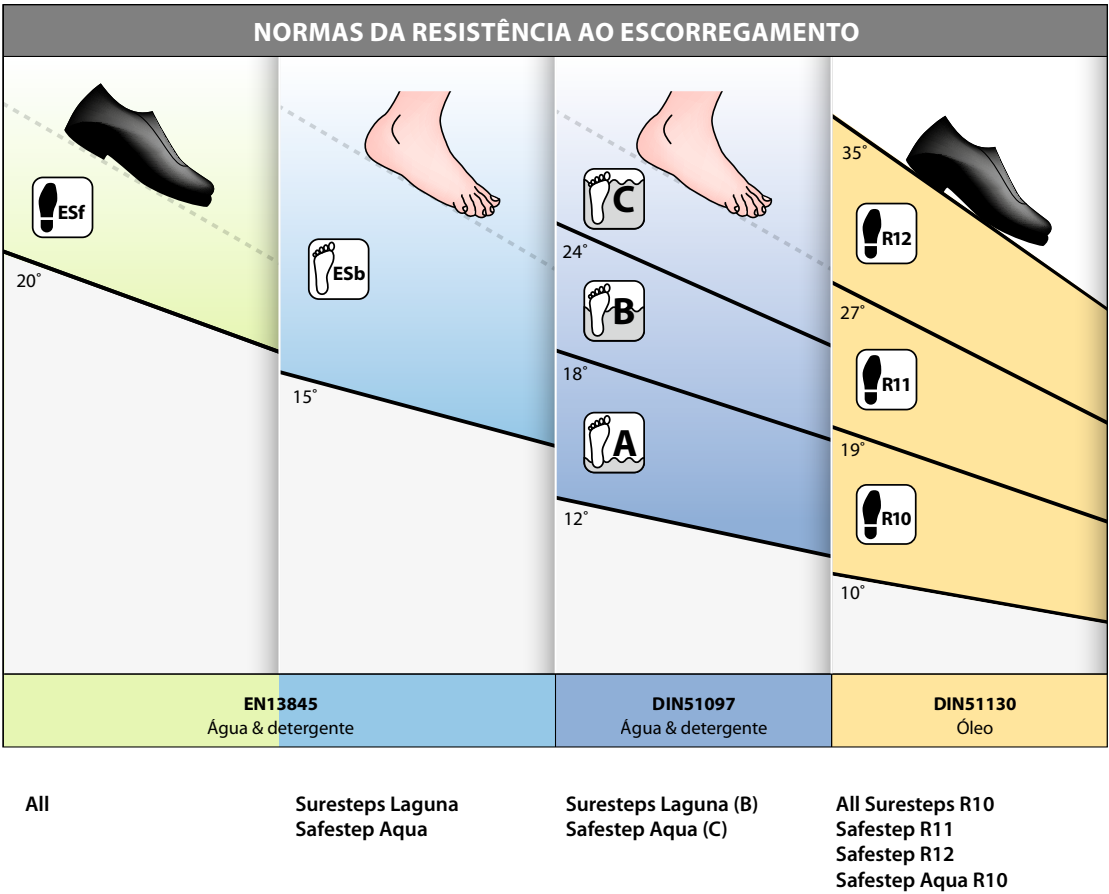 NORMAS DA RESISTÊNCIA AO ESCORREGAMENTO
ESf
20˚
ESb
15˚
C
24˚
B
18˚
A
12˚
35˚
R12
27˚
R11
19˚
R10
10˚
EN13845
Água & detergente
DIN51097
Água & detergente
DIN51130
Óleo
All
Suresteps Laguna
Safestep Aqua
Suresteps Laguna (B)
Safestep Aqua (C)
All Suresteps R10
Safestep R11
Safestep R12
Safestep Aqua R10